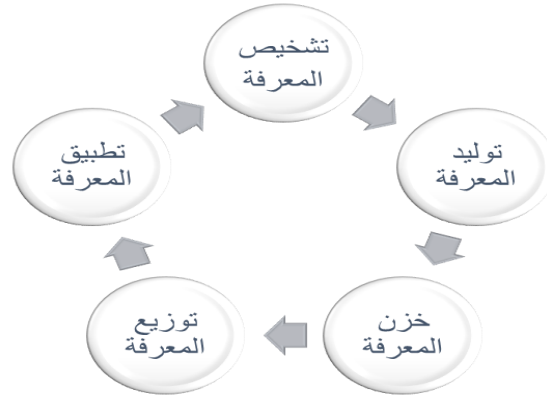 تشخيص
المعرفة
توليد
المعرفة
خزن
المعرفة
توزيع
المعرفة
تطبيق
المعرفة